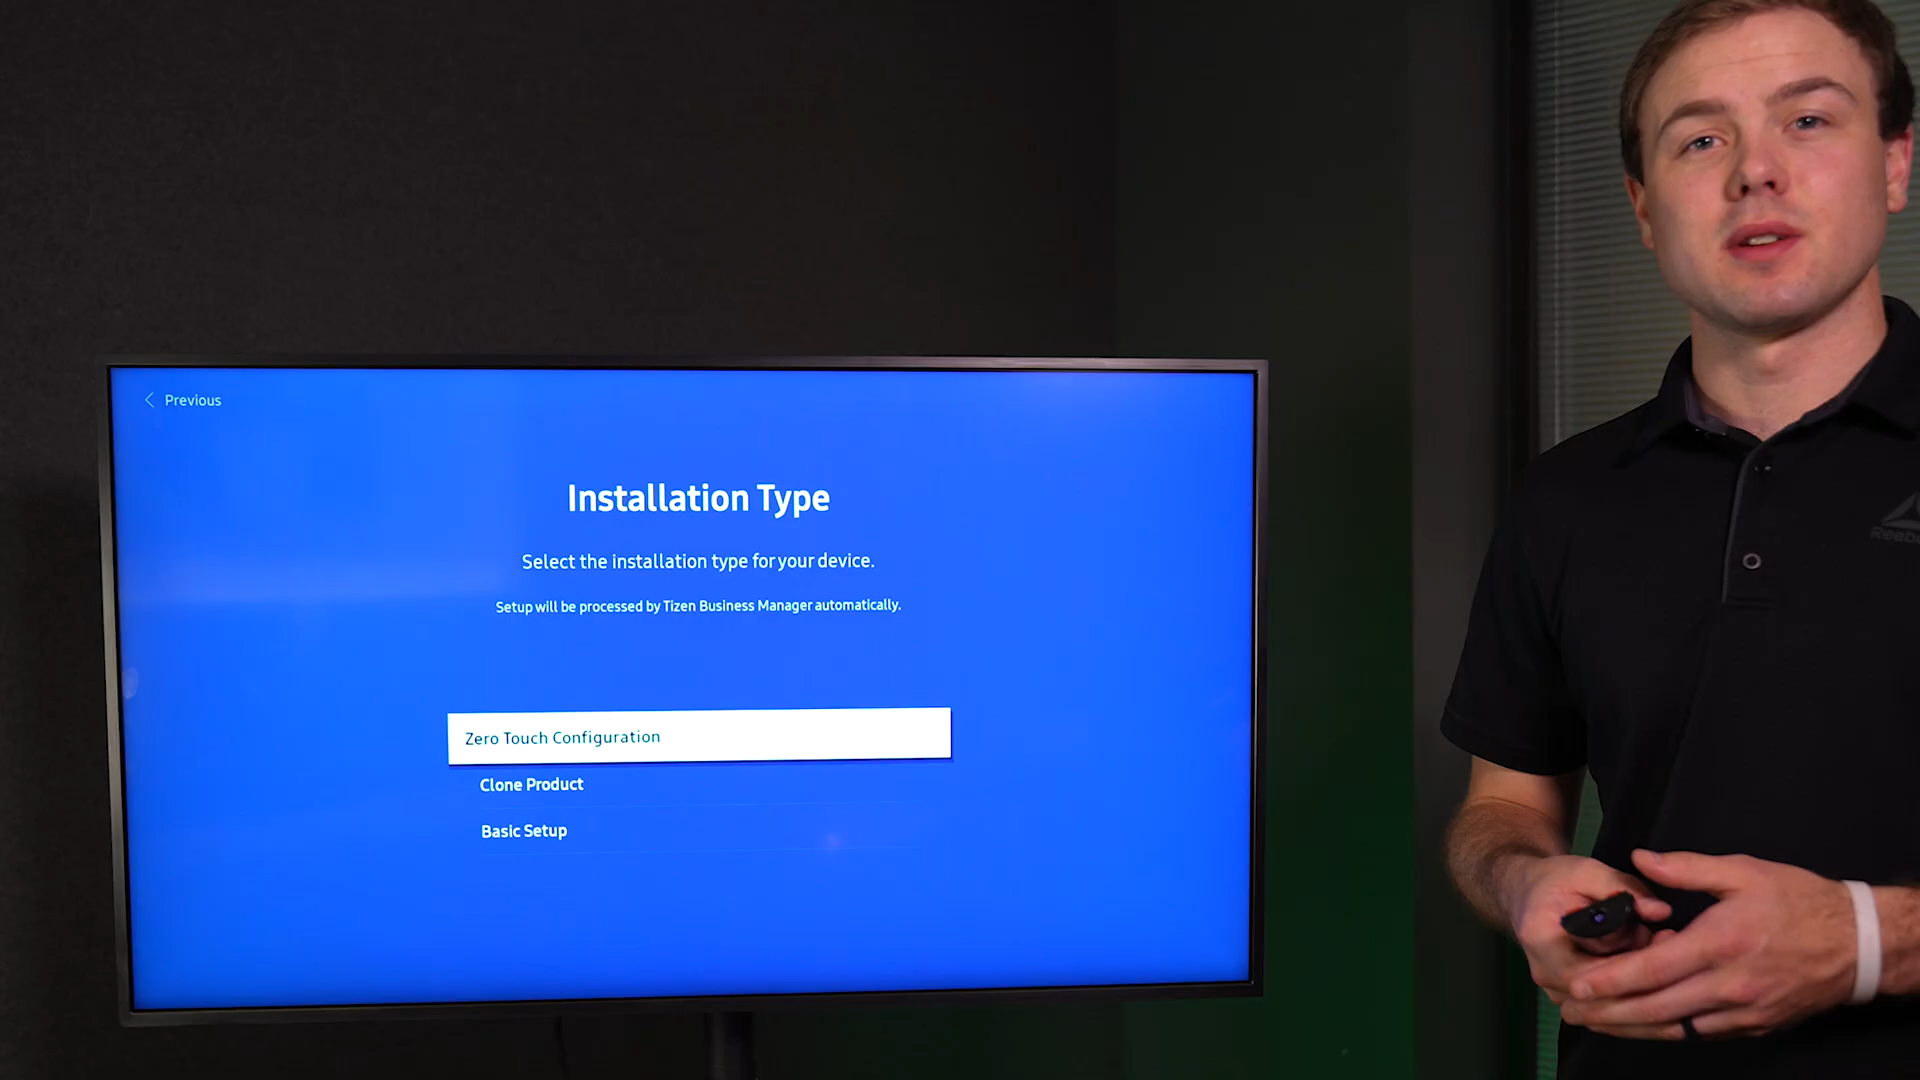 Previous
Installation Type
Select the installation type for your device.
Setup will be processed by Tizen Business Manager automatically.
Zero Touch Configuration
Clone Product
Basic Setup